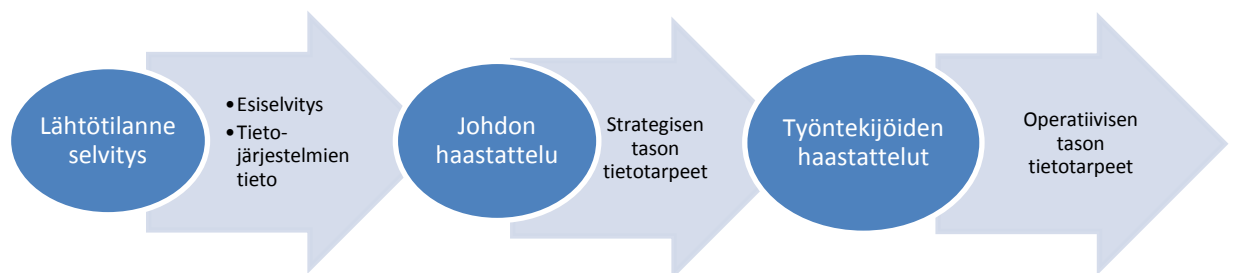 Lähtötilanne
selvitys
•Esiselvitys
•Tieto-
järjestelmien
tieto
Johdon
haastattelu
Strategisen
tason
tietotarpeet
Työntekijöiden
haastattelut
Operatiivisen
tason
tietotarpeet